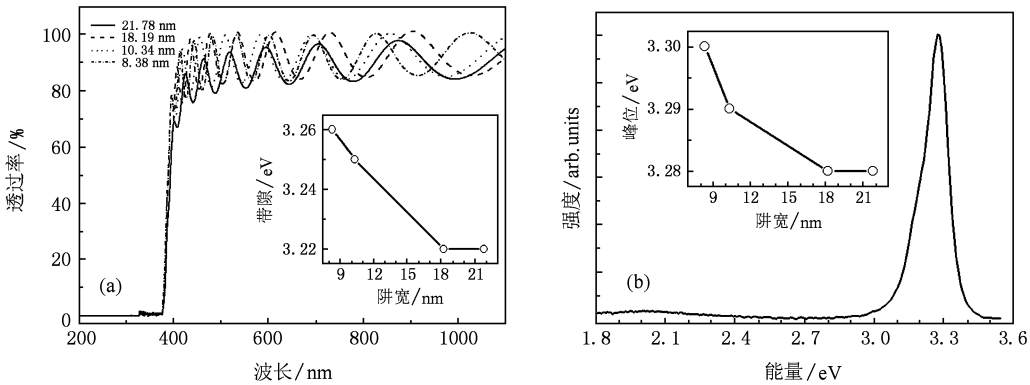 21.78 nm
18.19 nm
10.34 nm
8.38 nm
100
80
60
40
20
0
透过率/%
200
400
600
800
1000
波长/nm
(a)
3.26
3.24
3.22
带隙/eV
9
12
15
18
21
阱宽/nm
强度/arb.units
1.8
2.1
2.4
2.7
3.0
3.3
3.6
能量/eV
(b)
3.30
3.29
3.28
峰位/eV
9
12
15
18
21
阱宽/nm